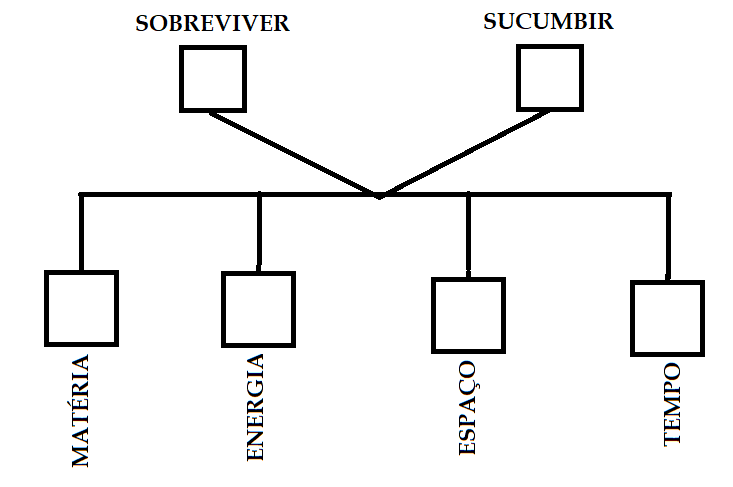 SOBREVIVER
SUCUMBIR
MATÉRIA
ENERGIA
ESPAÇO
TEMPO